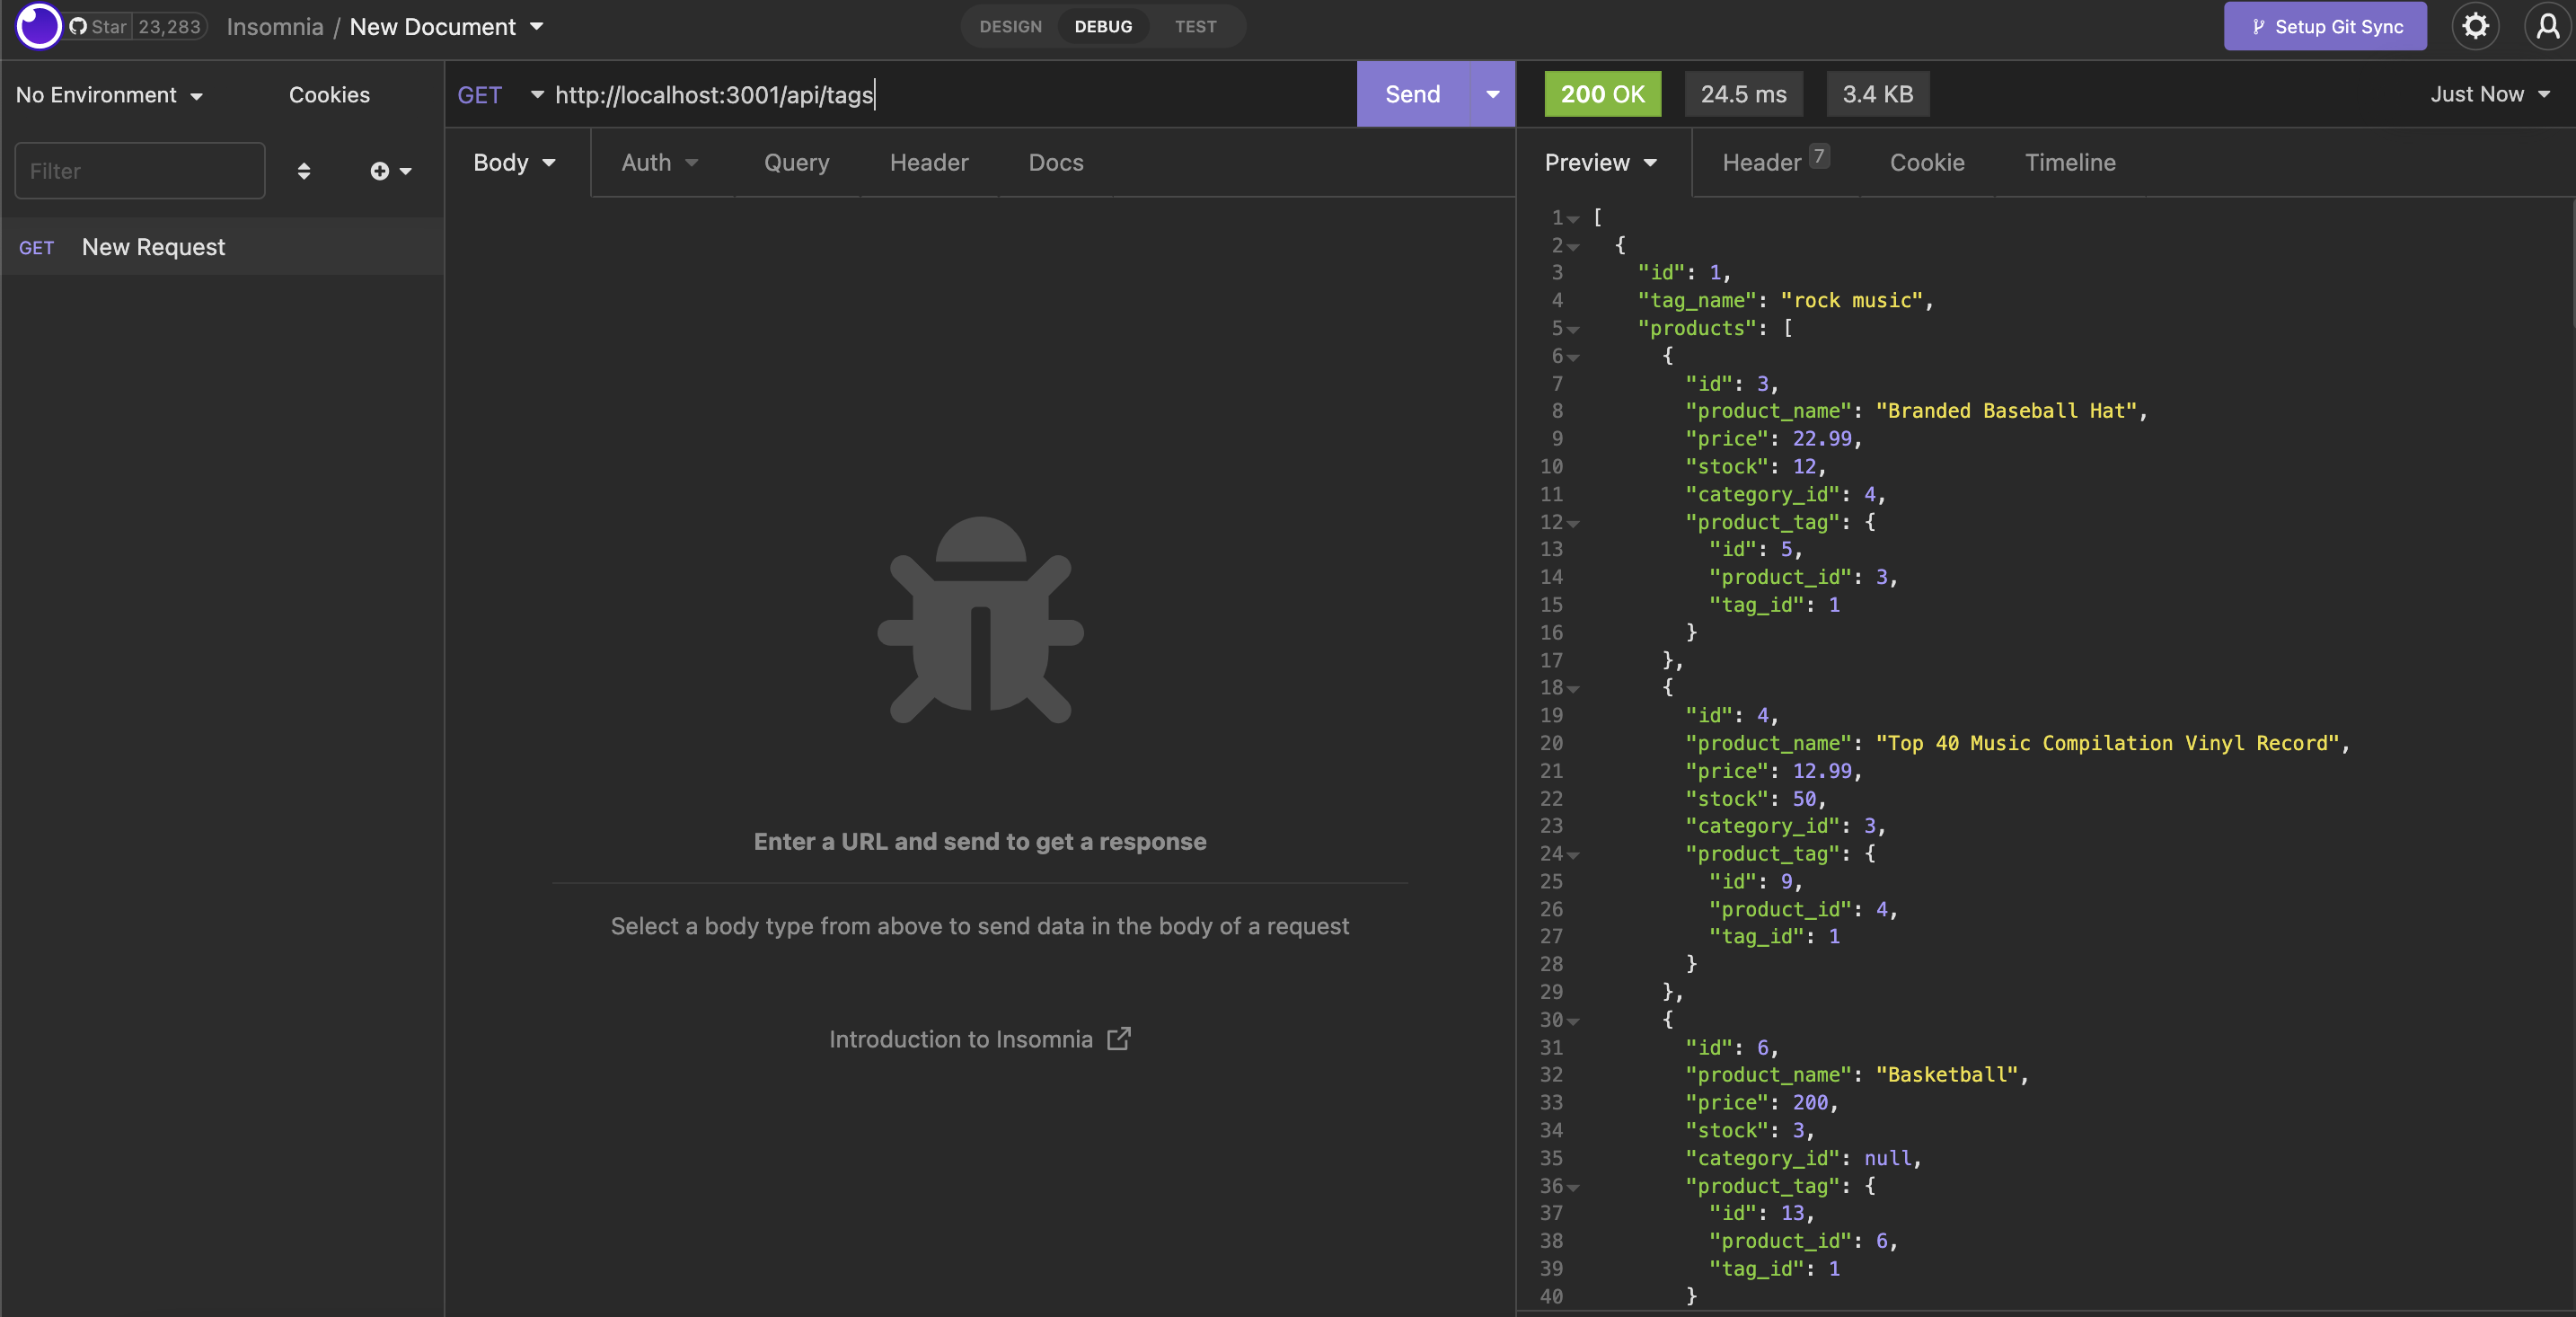 Star 23,283 Insomnia / New Document DESIGN DEBUG TEST Setup Git Sync
No Environment Cookies
Filter
GET New Request
GET http://localhost:3001/api/tags Send
Body Auth Query Header Docs
Enter a URL and send to get a response
Select a body type from above to send data in the body of a request
Introduction to Insomnia
200 OK 24.5 ms 3.4 KB Just Now
Preview Header 7 Cookie Timeline
1 [
2 {
3 "id": 1,
4 "tag_name": "rock music",
5 "products": [
6 {
7 "id": 3,
8 "product_name": "Branded Baseball Hat",
9 "price": 22.99,
10 "stock": 12,
11 "category_id": 4,
12 "product_tag": {
13 "id": 5,
14 "product_id": 3,
15 "tag_id": 1
16 }
17 },
18 {
19 "id": 4,
20 "product_name": "Top 40 Music Compilation Vinyl Record",
21 "price": 12.99,
22 "stock": 50,
23 "category_id": 3,
24 "product_tag": {
25 "id": 9,
26 "product_id": 4,
27 "tag_id": 1
28 }
29 },
30 {
31 "id": 6,
32 "product_name": "Basketball",
33 "price": 200,
34 "stock": 3,
35 "category_id": null,
36 "product_tag": {
37 "id": 13,
38 "product_id": 6,
39 "tag_id": 1
40 }